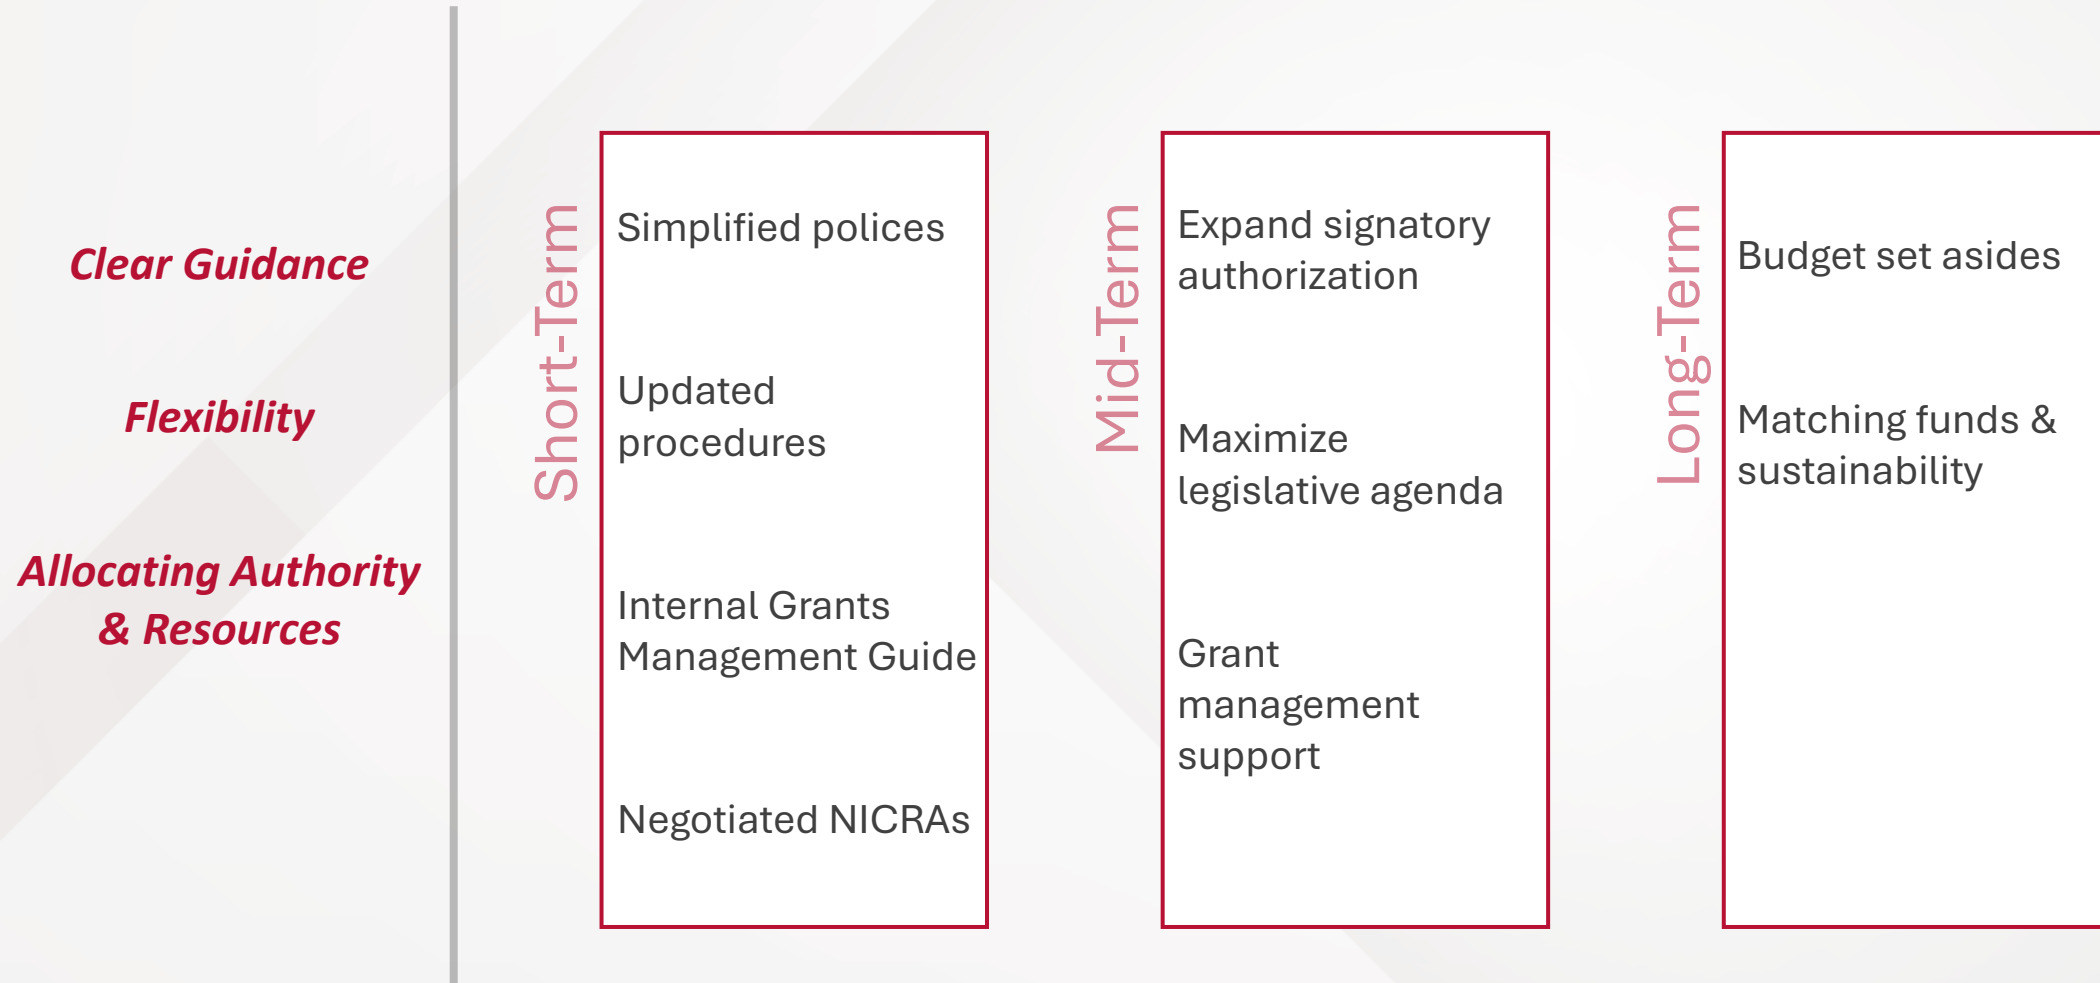 Clear Guidance
Flexibility
Allocating Authority
& Resources
Short-Term
Simplified polices
Updated
procedures
Internal Grants
Management Guide
Negotiated NICRAs
Mid-Term
Expand signatory
authorization
Maximize
legislative agenda
Grant
management
support
Long-Term
Budget set asides
Matching funds &
sustainability